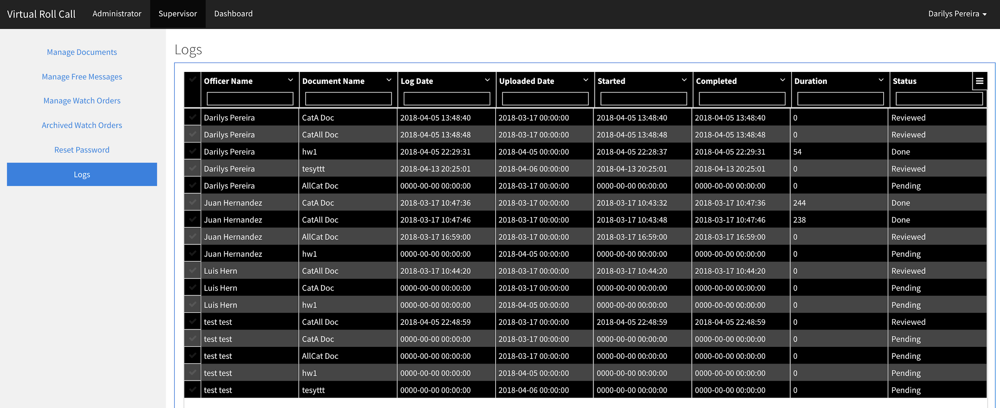 Virtual Roll Call Administrator Supervisor Dashboard Darilys Pereira
Manage Documents
Manage Free Messages
Manage Watch Orders
Archived Watch Orders
Reset Password
Logs
Logs
Officer Name Document Name Log Date Uploaded Date Started Completed Duration Status
Darilys Pereira CatA Doc 2018-04-05 13:48:40 2018-03-17 00:00:00 2018-04-05 13:48:40 2018-04-05 13:48:40 0 Reviewed
Darilys Pereira CatAll Doc 2018-04-05 13:48:48 2018-03-17 00:00:00 2018-04-05 13:48:48 2018-04-05 13:48:48 0 Reviewed
Darilys Pereira hw1 2018-04-05 22:29:31 2018-04-05 00:00:00 2018-04-05 22:28:37 2018-04-05 22:29:31 54 Done
Darilys Pereira tesyttt 2018-04-13 20:25:01 2018-04-06 00:00:00 2018-04-13 20:25:01 2018-04-13 20:25:01 0 Reviewed
Darilys Pereira AllCat Doc 0000-00-00 00:00:00 2018-03-17 00:00:00 0000-00-00 00:00:00 0000-00-00 00:00:00 0 Pending
Juan Hernandez CatA Doc 2018-03-17 10:47:36 2018-03-17 00:00:00 2018-03-17 10:43:32 2018-03-17 10:47:36 244 Done
Juan Hernandez CatAll Doc 2018-03-17 10:47:46 2018-03-17 00:00:00 2018-03-17 10:43:48 2018-03-17 10:47:46 238 Done
Juan Hernandez AllCat Doc 2018-03-17 16:59:00 2018-03-17 00:00:00 2018-03-17 16:59:00 2018-03-17 16:59:00 0 Reviewed
Juan Hernandez hw1 0000-00-00 00:00:00 2018-04-05 00:00:00 0000-00-00 00:00:00 0000-00-00 00:00:00 0 Pending
Luis Hern CatAll Doc 2018-03-17 10:44:20 2018-03-17 00:00:00 2018-03-17 10:44:20 2018-03-17 10:44:20 0 Reviewed
Luis Hern CatA Doc 0000-00-00 00:00:00 2018-03-17 00:00:00 0000-00-00 00:00:00 0000-00-00 00:00:00 0 Pending
Luis Hern hw1 0000-00-00 00:00:00 2018-04-05 00:00:00 0000-00-00 00:00:00 0000-00-00 00:00:00 0 Pending
test test CatAll Doc 2018-04-05 22:48:59 2018-03-17 00:00:00 2018-04-05 22:48:59 2018-04-05 22:48:59 0 Reviewed
test test CatA Doc 0000-00-00 00:00:00 2018-03-17 00:00:00 0000-00-00 00:00:00 0000-00-00 00:00:00 0 Pending
test test AllCat Doc 0000-00-00 00:00:00 2018-03-17 00:00:00 0000-00-00 00:00:00 0000-00-00 00:00:00 0 Pending
test test hw1 0000-00-00 00:00:00 2018-04-05 00:00:00 0000-00-00 00:00:00 0000-00-00 00:00:00 0 Pending
test test tesyttt 0000-00-00 00:00:00 2018-04-06 00:00:00 0000-00-00 00:00:00 0000-00-00 00:00:00 0 Pending